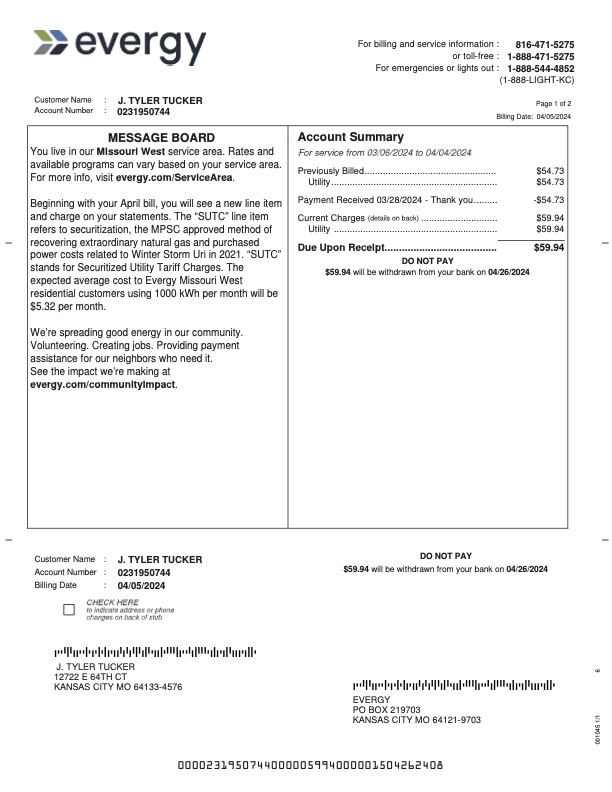 evergy
For billing and service information : 816-471-5275
or toll-free : 1-888-471-5275
For emergencies or lights out : 1-888-544-4852
(1-888-LIGHT-KC)
Customer Name : J. TYLER TUCKER
Account Number : 0231950744
Page 1 of 2
Billing Date: 04/05/2024
MESSAGE BOARD
You live in our Missouri West service area. Rates and
available programs can vary based on your service area.
For more info, visit evergy.com/ServiceArea.
Beginning with your April bill, you will see a new line item
and charge on your statements. The “SUTC” line item
refers to securitization, the MPSC approved method of
recovering extraordinary natural gas and purchased
power costs related to Winter Storm Uri in 2021. “SUTC”
stands for Securitized Utility Tariff Charges. The
expected average cost to Evergy Missouri West
residential customers using 1000 kWh per month will be
$5.32 per month.
We’re spreading good energy in our community.
Volunteering. Creating jobs. Providing payment
assistance for our neighbors who need it.
See the impact we’re making at
evergy.com/communityimpact.
Account Summary
For service from 03/06/2024 to 04/04/2024
Previously Billed $54.73
Utility $54.73
Payment Received 03/28/2024 - Thank you -$54.73
Current Charges (details on back) $59.94
Utility $59.94
Due Upon Receipt $59.94
DO NOT PAY
$59.94 will be withdrawn from your bank on 04/26/2024
Customer Name : J. TYLER TUCKER
Account Number : 0231950744
Billing Date : 04/05/2024
DO NOT PAY
$59.94 will be withdrawn from your bank on 04/26/2024
CHECK HERE
to indicate address or phone
changes on back of stub
J. TYLER TUCKER
12722 E 64TH CT
KANSAS CITY MO 64133-4576
EVERGY
PO BOX 219703
KANSAS CITY MO 64121-9703
6
001045 1/1
0000231950744000005994000001504262408